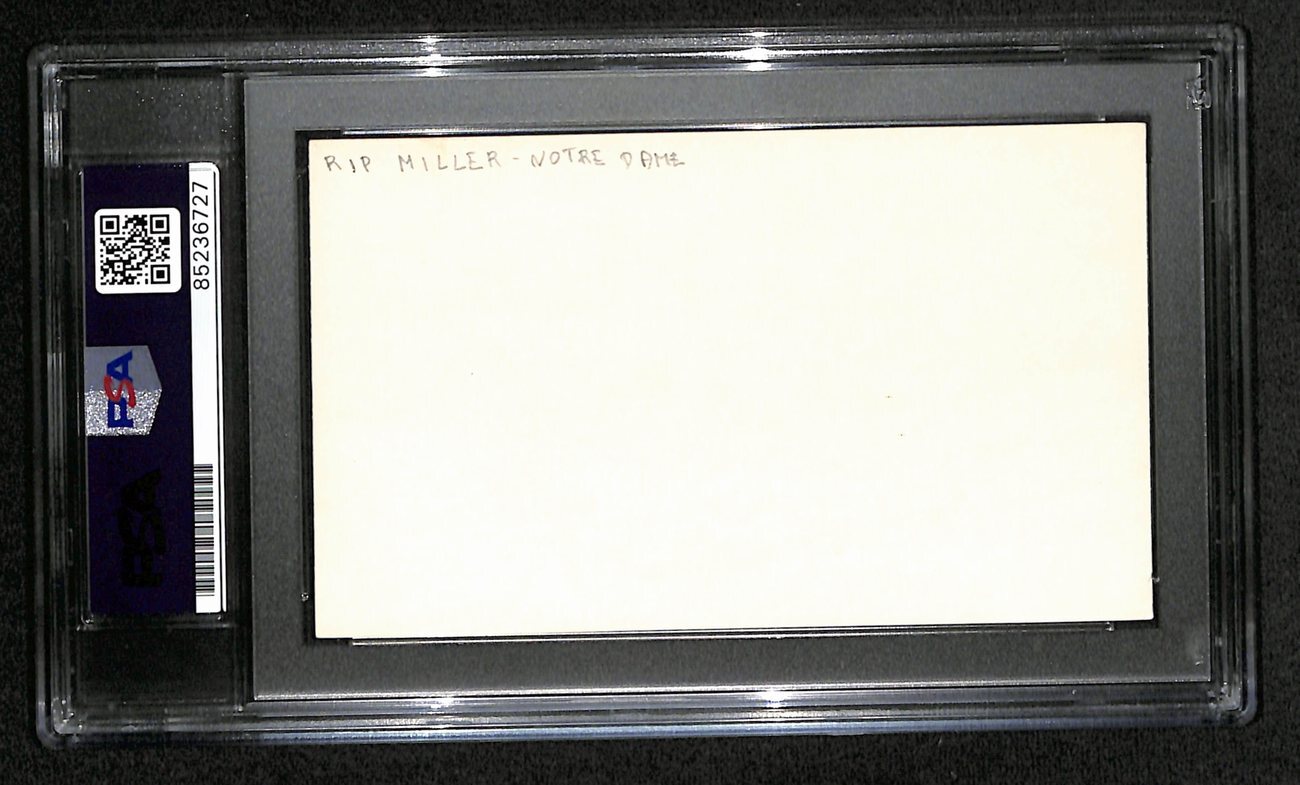 RIP MILLER - NOTRE DAME
85236727
PSA
PSA